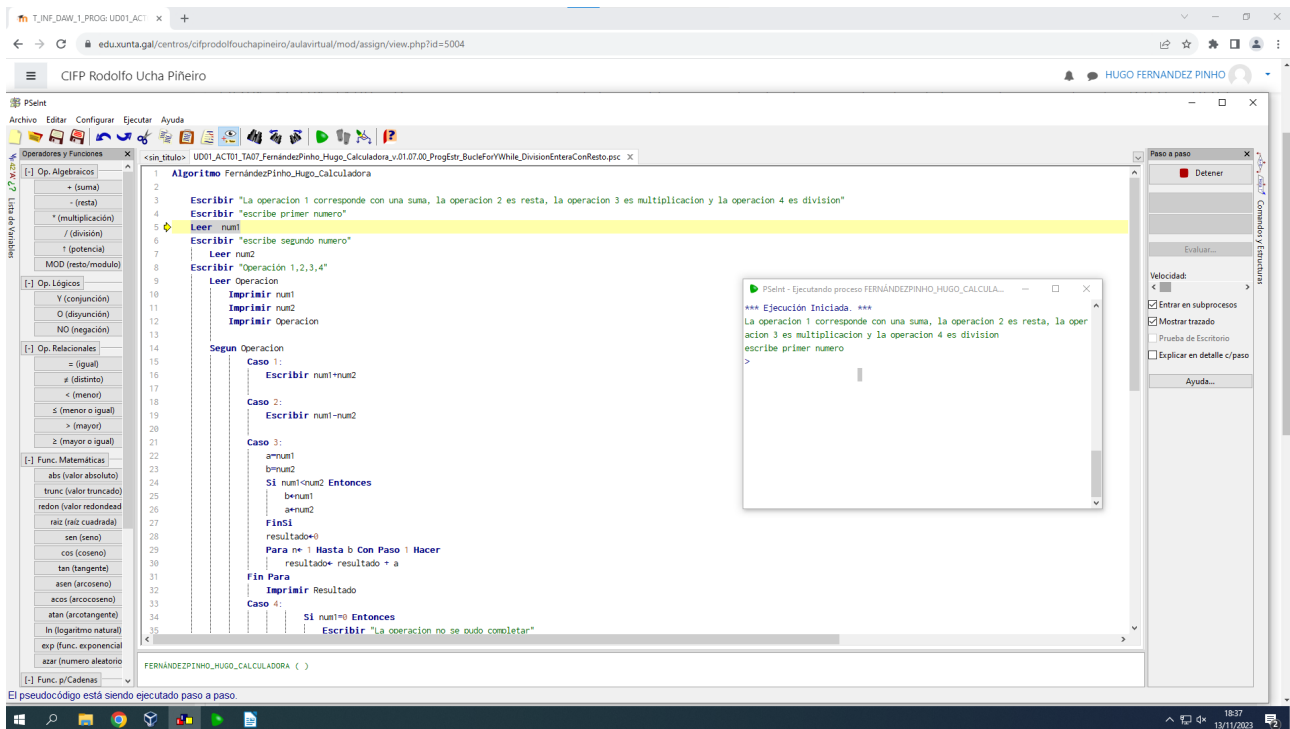 T_INF_DAW_1_PROG: UD01_ACT
edu.xunta.gal/centros/cifprodolfouchapineiro/aulavirtual/mod/assign/view.php?id=5004
CIFP Rodolfo Ucha Piñeiro
HUGO FERNANDEZ PINHO
PSeInt
Archivo Editar Configurar Ejecutar Ayuda
Operadores y Funciones
<sin_titulo> UD01_ACT01_TA07_FernándezPinho_Hugo_Calculadora_v.01.07.00_ProgEstr_BucleForYWhile_DivisionEnteraConResto.psc
Paso a paso
Lista de Variables
[-] Op. Algebraicos
+ (suma)
- (resta)
* (multiplicación)
/ (división)
↑ (potencia)
MOD (resto/modulo)
[-] Op. Lógicos
Y (conjunción)
O (disyunción)
NO (negación)
[-] Op. Relacionales
= (igual)
≠ (distinto)
< (menor)
≤ (menor o igual)
> (mayor)
≥ (mayor o igual)
[-] Func. Matemáticas
abs (valor absoluto)
trunc (valor truncado)
redon (valor redondead
raiz (raíz cuadrada)
sen (seno)
cos (coseno)
tan (tangente)
asen (arcoseno)
acos (arcocoseno)
atan (arcotangente)
ln (logaritmo natural)
exp (func. exponencial
azar (numero aleatorio
[-] Func. p/Cadenas
1 Algoritmo FernándezPinho_Hugo_Calculadora
2
3 Escribir "La operacion 1 corresponde con una suma, la operacion 2 es resta, la operacion 3 es multiplicacion y la operacion 4 es division"
4 Escribir "escribe primer numero"
5 Leer num1
6 Escribir "escribe segundo numero"
7 Leer num2
8 Escribir "Operación 1,2,3,4"
9 Leer Operacion
10 Imprimir num1
11 Imprimir num2
12 Imprimir Operacion
13
14 Segun Operacion
15 Caso 1:
16 Escribir num1+num2
17
18 Caso 2:
19 Escribir num1-num2
20
21 Caso 3:
22 a=num1
23 b=num2
24 Si num1<num2 Entonces
25 b←num1
26 a←num2
27 FinSi
28 resultado←0
29 Para n← 1 Hasta b Con Paso 1 Hacer
30 resultado← resultado + a
31 Fin Para
32 Imprimir Resultado
33 Caso 4:
34 Si num1=0 Entonces
35 Escribir "La operacion no se pudo completar"
FERNÁNDEZPINHO_HUGO_CALCULADORA ( )
PSeInt - Ejecutando proceso FERNÁNDEZPINHO_HUGO_CALCULA...
*** Ejecución Iniciada. ***
La operacion 1 corresponde con una suma, la operacion 2 es resta, la oper
acion 3 es multiplicacion y la operacion 4 es division
escribe primer numero
>
Detener
Evaluar...
Velocidad:
Entrar en subprocesos
Mostrar trazado
Prueba de Escritorio
Explicar en detalle c/paso
Ayuda...
Comandos y Estructuras
El pseudocódigo está siendo ejecutado paso a paso.
18:37
13/11/2023
2